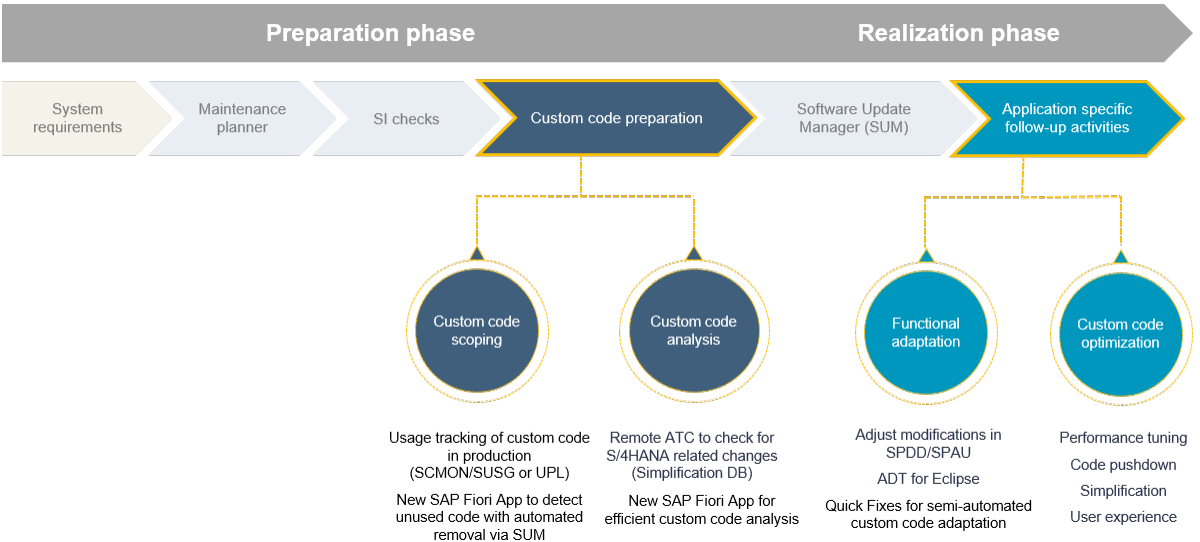 Preparation phase
Realization phase
System
requirements
Maintenance
planner
SI checks
Custom code preparation
Software Update
Manager (SUM)
Application specific
follow-up activities
Custom code
scoping
Custom code
analysis
Functional
adaptation
Custom code
optimization
Usage tracking of custom code
in production
(SCMON/SUSG or UPL)
New SAP Fiori App to detect
unused code with automated
removal via SUM
Remote ATC to check for
S/4HANA related changes
(Simplification DB)
New SAP Fiori App for
efficient custom code analysis
Adjust modifications in
SPDD/SPAU
ADT for Eclipse
Quick Fixes for semi-automated
custom code adaptation
Performance tuning
Code pushdown
Simplification
User experience